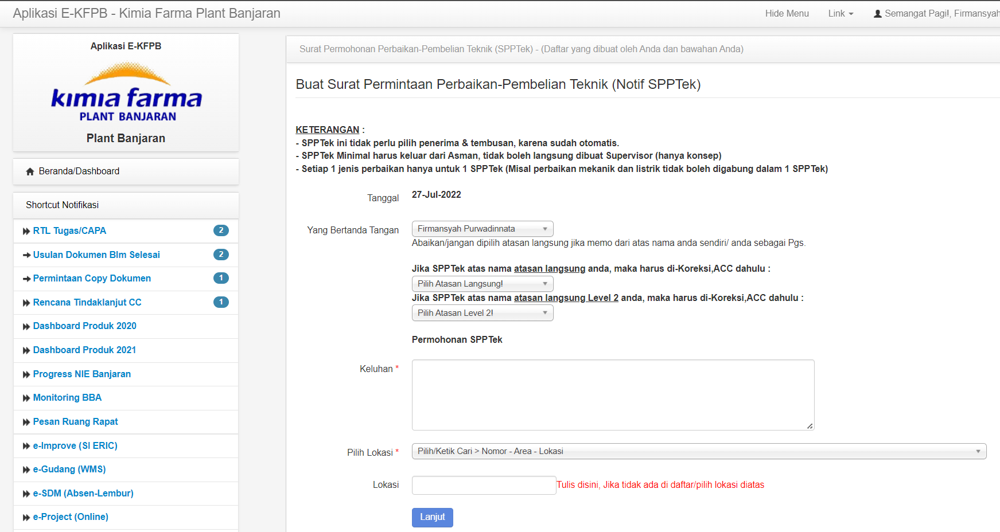 Aplikasi E-KFPB - Kimia Farma Plant Banjaran
Hide Menu
Link
Semangat Pagi!, Firmansyah
Aplikasi E-KFPB
kimia farma
PLANT BANJARAN
Plant Banjaran
Beranda/Dashboard
Shortcut Notifikasi
RTL Tugas/CAPA 2
Usulan Dokumen Blm Selesai 2
Permintaan Copy Dokumen 1
Rencana Tindaklanjut CC 1
Dashboard Produk 2020
Dashboard Produk 2021
Progress NIE Banjaran
Monitoring BBA
Pesan Ruang Rapat
e-Improve (SI ERIC)
e-Gudang (WMS)
e-SDM (Absen-Lembur)
e-Project (Online)
Surat Permohonan Perbaikan-Pembelian Teknik (SPPTek) - (Daftar yang dibuat oleh Anda dan bawahan Anda)
Buat Surat Permintaan Perbaikan-Pembelian Teknik (Notif SPPTek)
KETERANGAN :
- SPPTek ini tidak perlu pilih penerima & tembusan, karena sudah otomatis.
- SPPTek Minimal harus keluar dari Asman, tidak boleh langsung dibuat Supervisor (hanya konsep)
- Setiap 1 jenis perbaikan hanya untuk 1 SPPTek (Misal perbaikan mekanik dan listrik tidak boleh digabung dalam 1 SPPTek)
Tanggal 27-Jul-2022
Yang Bertanda Tangan Firmansyah Purwadinnata
Abaikan/jangan dipilih atasan langsung jika memo dari atas nama anda sendiri/ anda sebagai Pgs.
Jika SPPTek atas nama atasan langsung anda, maka harus di-Koreksi,ACC dahulu :
Pilih Atasan Langsung!
Jika SPPTek atas nama atasan langsung Level 2 anda, maka harus di-Koreksi,ACC dahulu :
Pilih Atasan Level 2!
Permohonan SPPTek
Keluhan *
Pilih Lokasi * Pilih/Ketik Cari > Nomor - Area - Lokasi
Lokasi Tulis disini, Jika tidak ada di daftar/pilih lokasi diatas
Lanjut